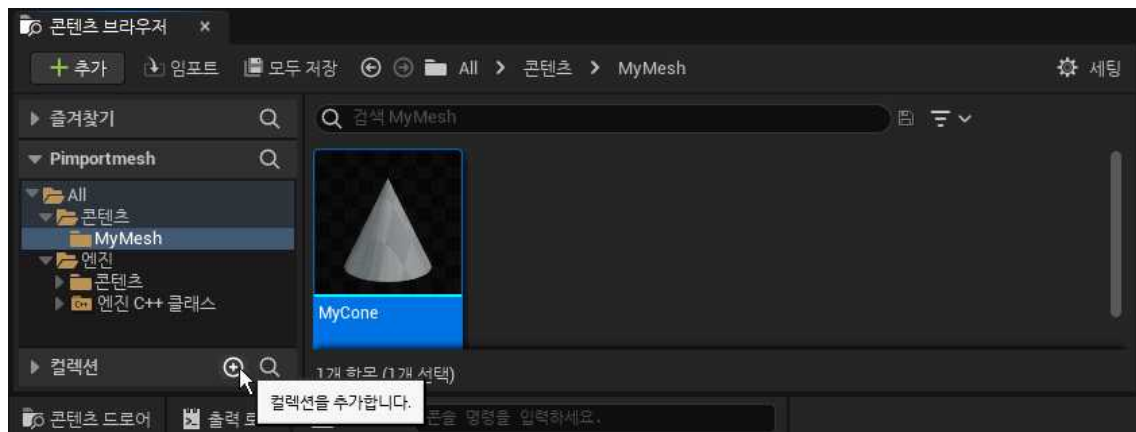 콘텐츠 브라우저 ×
+ 추가 임포트 모두 저장 All > 콘텐츠 > MyMesh 세팅
즐겨찾기
검색 MyMesh
Pimportmesh
All
콘텐츠
MyMesh
엔진
콘텐츠
C++ 엔진 C++ 클래스
MyCone
컬렉션
1개 항목 (1개 선택)
컬렉션을 추가합니다.
콘텐츠 드로어 출력 콘솔 명령을 입력하세요.